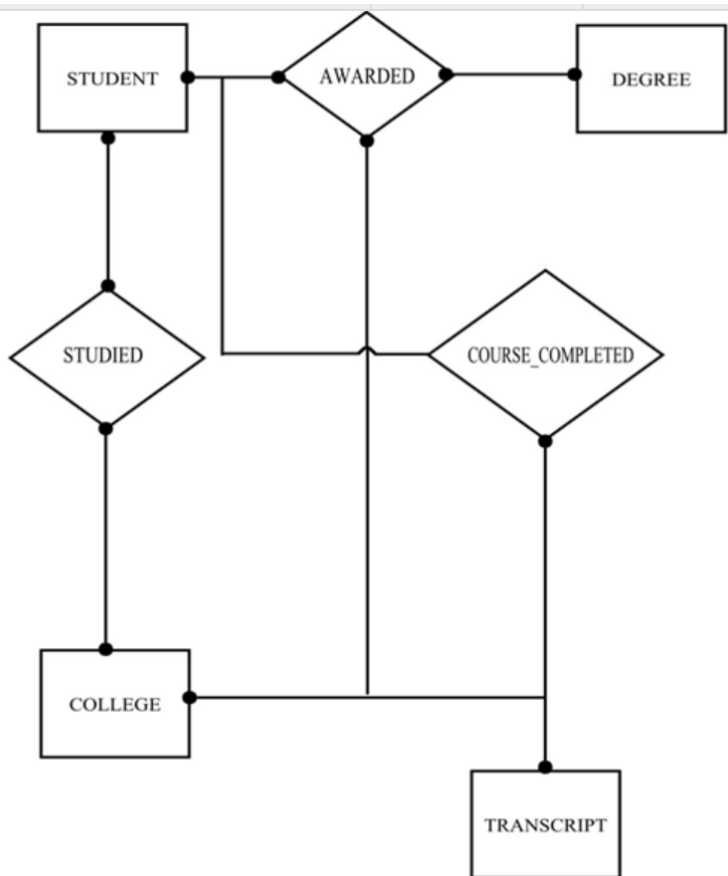 STUDENT
AWARDED
DEGREE
STUDIED
COURSE_COMPLETED
COLLEGE
TRANSCRIPT